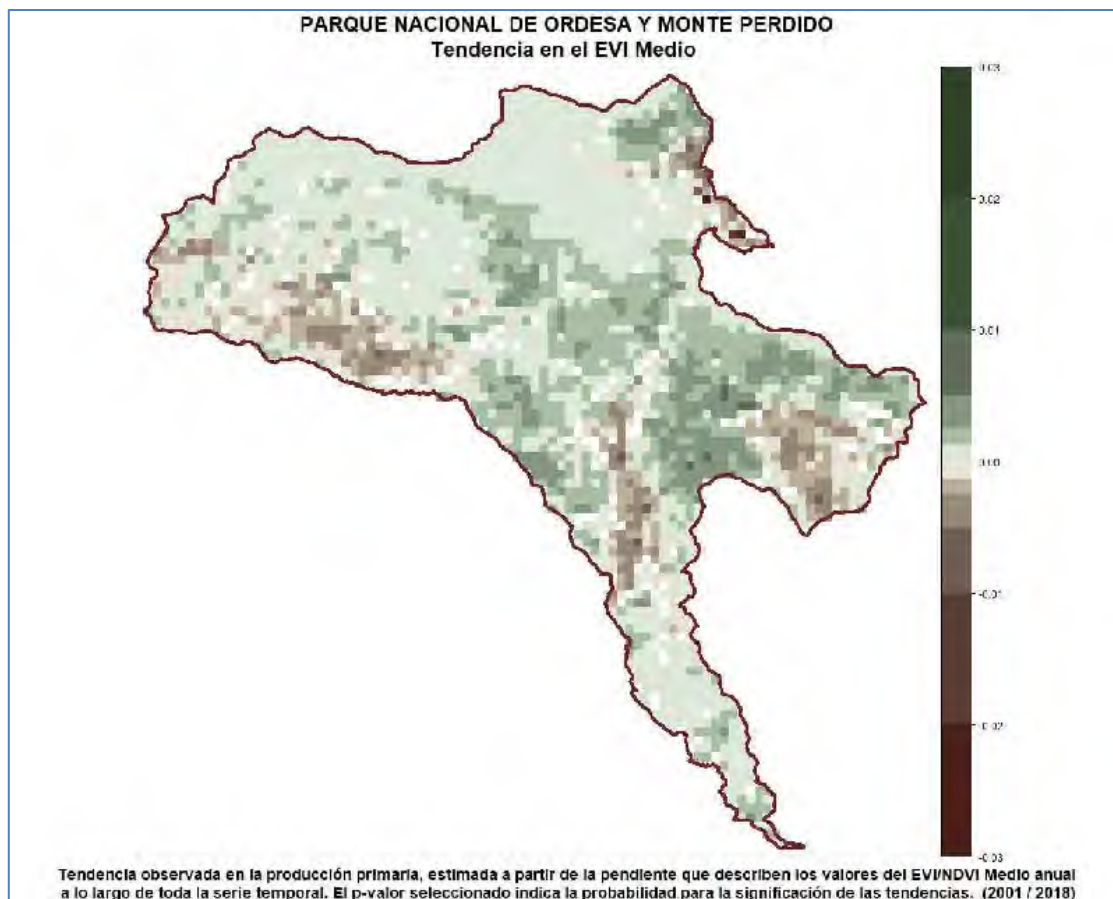 PARQUE NACIONAL DE ORDESA Y MONTE PERDIDO
Tendencia en el EVI Medio
0.03
0.02
0.01
0.00
-0.01
-0.02
-0.03
Tendencia observada en la producción primaria, estimada a partir de la pendiente que describen los valores del EVI/NDVI Medio anual
a lo largo de toda la serie temporal. El p-valor seleccionado indica la probabilidad para la significación de las tendencias. (2001 / 2018)